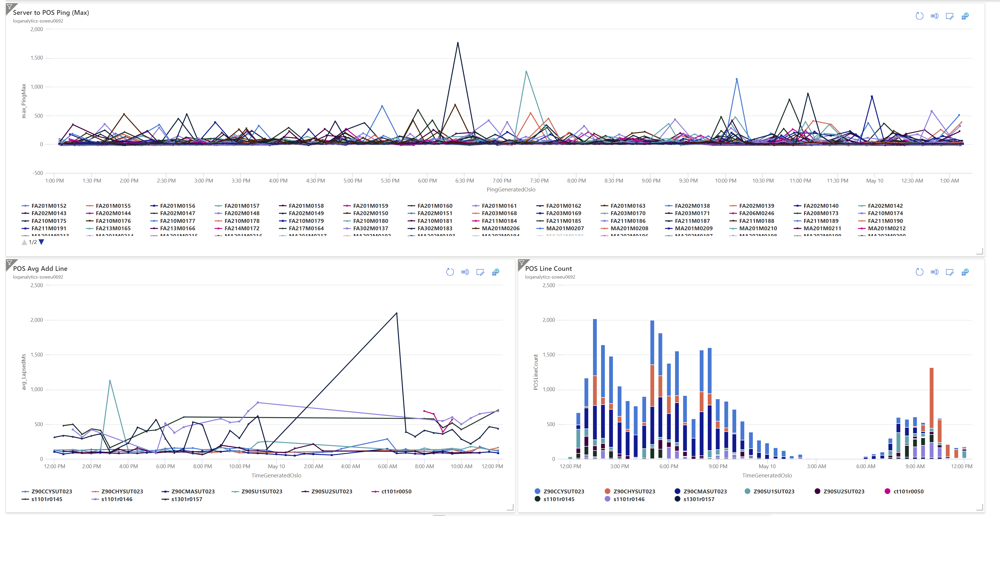 Server to POS Ping (Max)
loganalytics-soweu0692
2,000
1,500
1,000
500
0
-500
max_PingMax
1:00 PM 1:30 PM 2:00 PM 2:30 PM 3:00 PM 3:30 PM 4:00 PM 4:30 PM 5:00 PM 5:30 PM 6:00 PM 6:30 PM 7:00 PM 7:30 PM 8:00 PM 8:30 PM 9:00 PM 9:30 PM 10:00 PM 10:30 PM 11:00 PM 11:30 PM May 10 12:30 AM 1:00 AM
PingGeneratedOslo
FA201M0152 FA201M0155 FA201M0156 FA201M0157 FA201M0158 FA201M0159 FA201M0160 FA201M0161 FA201M0162 FA201M0163 FA202M0138 FA202M0139 FA202M0140 FA202M0142
FA202M0143 FA202M0144 FA202M0147 FA202M0148 FA202M0149 FA202M0150 FA202M0151 FA203M0168 FA203M0169 FA203M0170 FA203M0171 FA206M0246 FA208M0173 FA210M0174
FA210M0175 FA210M0176 FA210M0177 FA210M0178 FA210M0179 FA210M0180 FA210M0181 FA211M0184 FA211M0185 FA211M0186 FA211M0187 FA211M0188 FA211M0189 FA211M0190
FA211M0191 FA213M0165 FA213M0166 FA214M0172 FA217M0164 FA302M0137 FA302M0183 MA201M0206 MA201M0207 MA201M0208 MA201M0209 MA201M0210 MA201M0211 MA201M0212
1/2
POS Avg Add Line
loganalytics-soweu0692
2,500
2,000
1,500
1,000
500
0
avg_LapsedMs
12:00 PM 2:00 PM 4:00 PM 6:00 PM 8:00 PM 10:00 PM May 10 2:00 AM 4:00 AM 6:00 AM 8:00 AM 10:00 AM 12:00 PM
TimeGeneratedOslo
Z90CCYSUT023 Z90CHYSUT023 Z90CMASUT023 Z90SU1SUT023 Z90SU2SUT023 ct101r0050
s1101r0145 s1101r0146 s1301r0157
POS Line Count
loganalytics-soweu0692
2,500
2,000
1,500
1,000
500
0
POSLineCount
12:00 PM 3:00 PM 6:00 PM 9:00 PM May 10 3:00 AM 6:00 AM 9:00 AM 12:00 PM
TimeGeneratedOslo
Z90CCYSUT023 Z90CHYSUT023 Z90CMASUT023 Z90SU1SUT023 Z90SU2SUT023 ct101r0050
s1101r0145 s1101r0146 s1301r0157